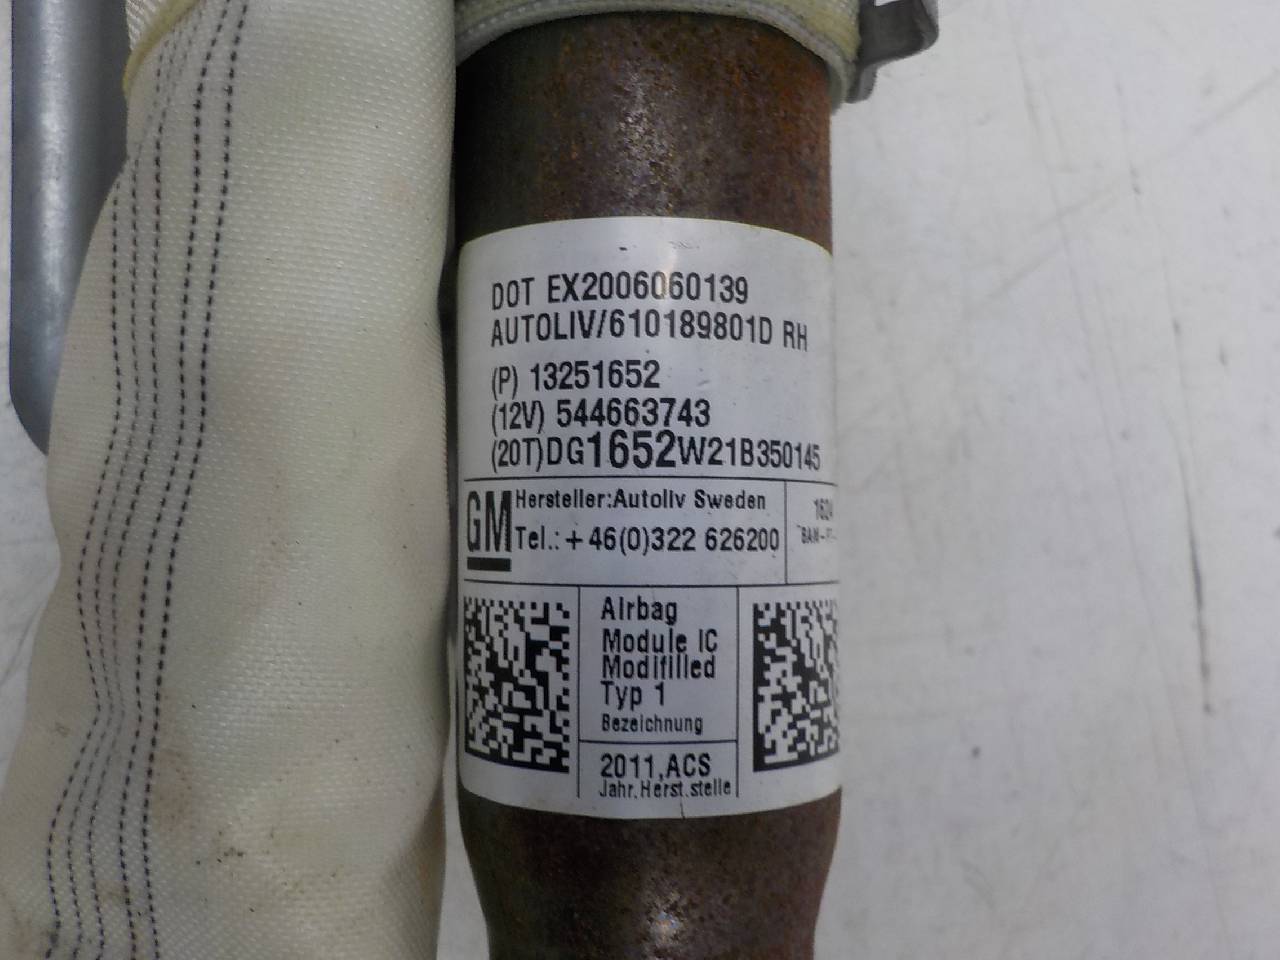 DOT EX2006060139
AUTOLIV/610189801D RH
(P) 13251652
(12V) 544663743
(20T)DG1652W21B350145
GM
Hersteller:Autoliv Sweden
Tel.: +46(0)322 626200
Airbag
Module IC
Modifilled
Typ 1
Bezeichnung
2011,ACS
Jahr,Herst.stelle